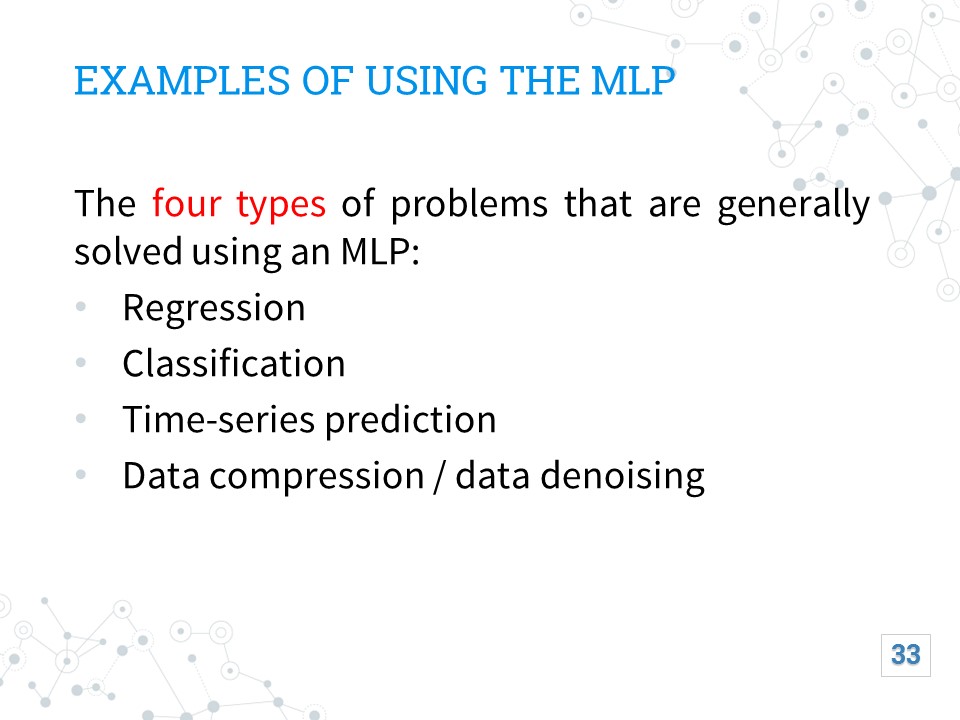 EXAMPLES OF USING THE MLP
The four types of problems that are generally
solved using an MLP:
• Regression
• Classification
• Time-series prediction
• Data compression / data denoising
33